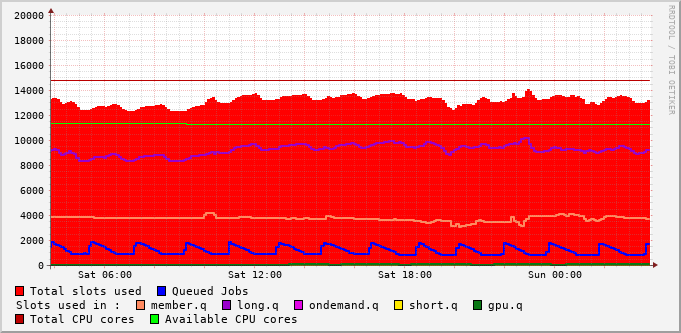 20000
18000
16000
14000
12000
10000
8000
6000
4000
2000
0
Sat 06:00 Sat 12:00 Sat 18:00 Sun 00:00
RRDTOOL / TOBI OETIKER
Total slots used Queued Jobs
Slots used in : member.q long.q ondemand.q short.q gpu.q
Total CPU cores Available CPU cores